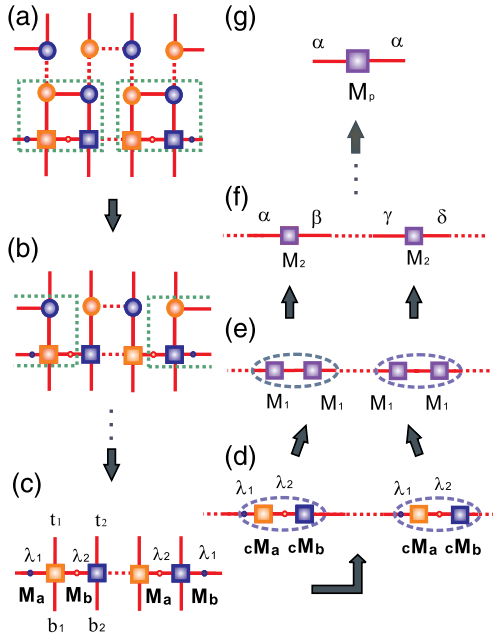 (a)
(b)
(c)
t1 t2
λ1 λ2 λ2 λ1
Ma Mb Ma Mb
b1 b2
(g)
α α
Mp
(f)
α β γ δ
M2 M2
(e)
M1 M1 M1 M1
(d)
λ1 λ2 λ1 λ2
cMa cMb cMa cMb